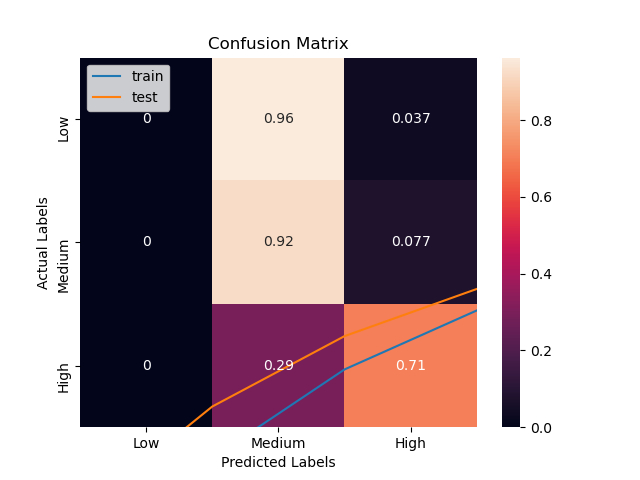 Confusion Matrix
train
test
Low
0
0.96
0.037
Medium
0
0.92
0.077
High
0
0.29
0.71
Actual Labels
Low
Medium
High
Predicted Labels
0.8
0.6
0.4
0.2
0.0